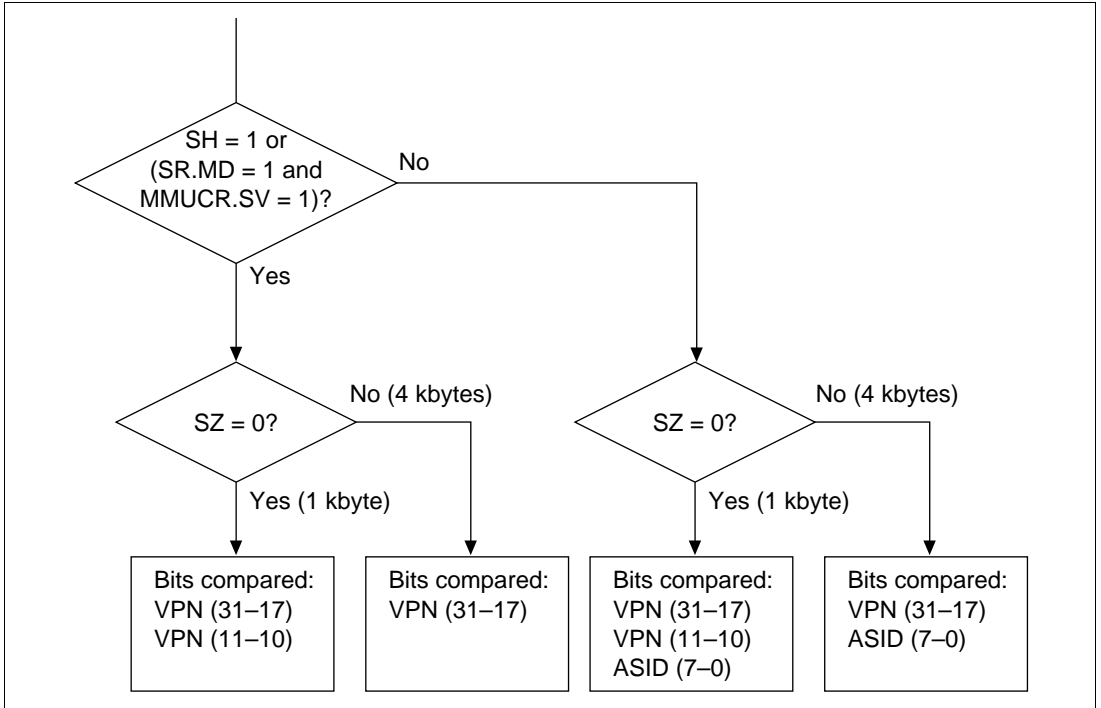 SH = 1 or
(SR.MD = 1 and
MMUCR.SV = 1)?
No
Yes
SZ = 0?
No (4 kbytes)
Yes (1 kbyte)
SZ = 0?
No (4 kbytes)
Yes (1 kbyte)
Bits compared:
VPN (31–17)
VPN (11–10)
Bits compared:
VPN (31–17)
Bits compared:
VPN (31–17)
VPN (11–10)
ASID (7–0)
Bits compared:
VPN (31–17)
ASID (7–0)